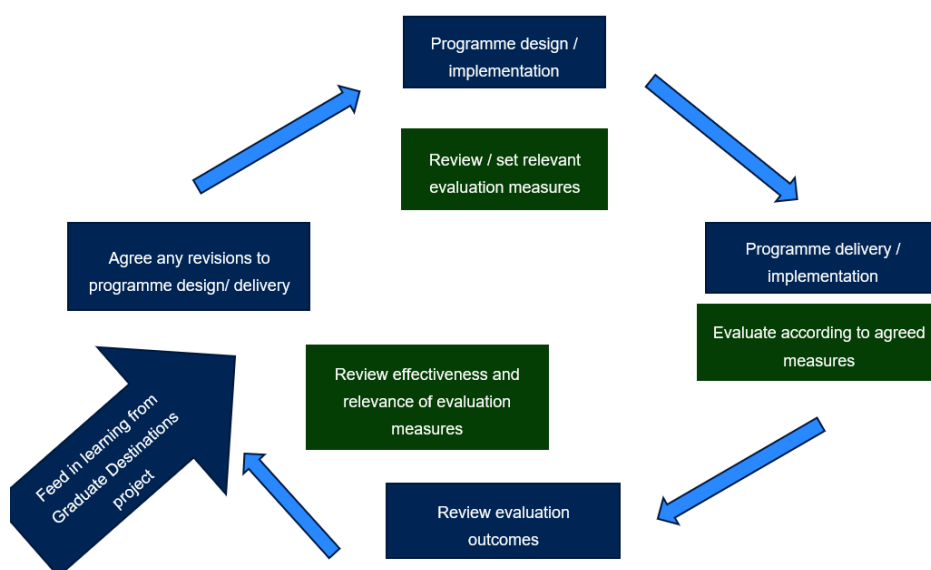 Programme design /
implementation
Review / set relevant
evaluation measures
Programme delivery /
implementation
Evaluate according to agreed
measures
Review evaluation
outcomes
Review effectiveness and
relevance of evaluation
measures
Feed in learning from
Graduate Destinations
project
Agree any revisions to
programme design/ delivery